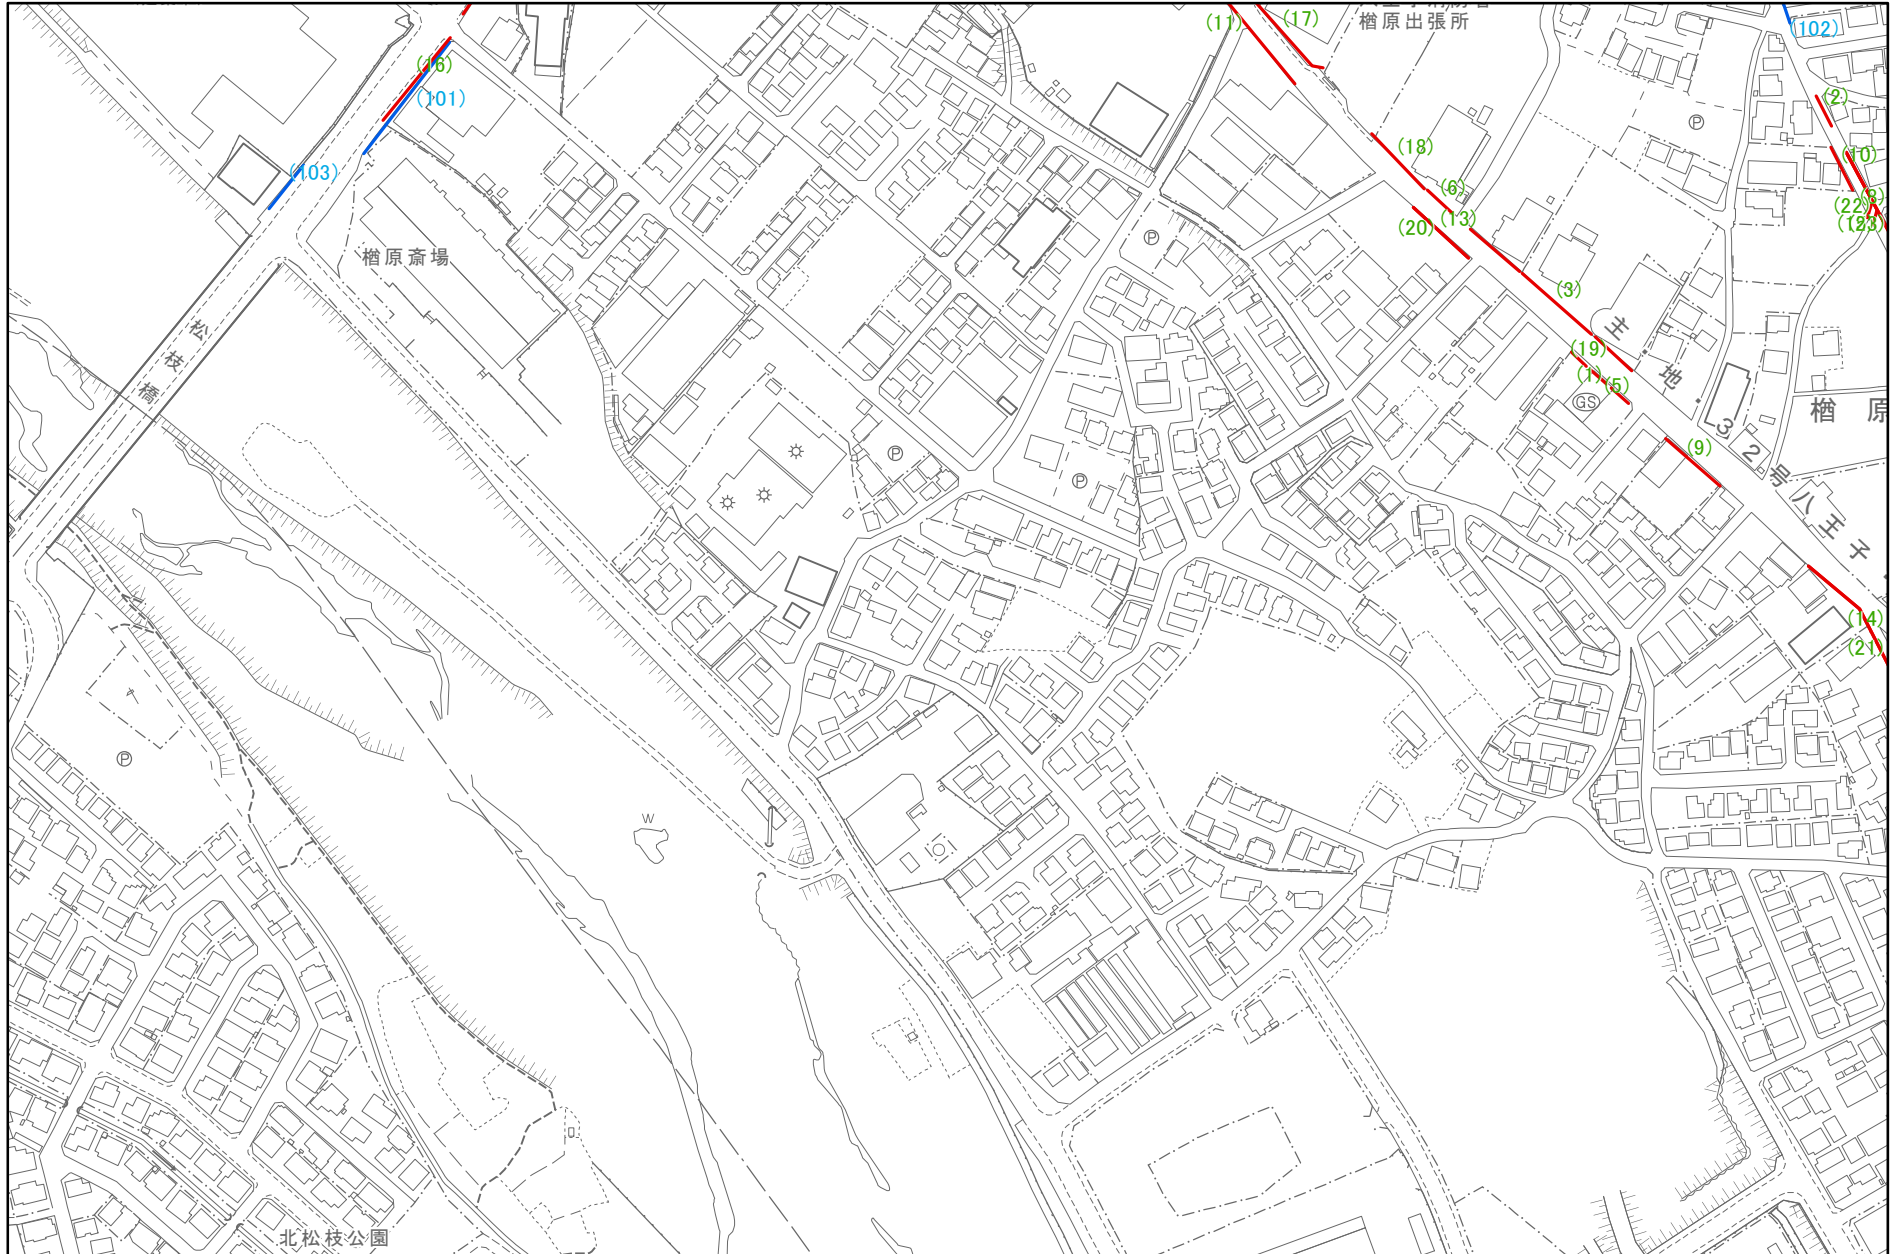 (11)
(17)
楢原出張所
(102)
(16)
(101)
(2)
P
(103)
(18)
(10)
(6)
(8)
(22)
(20)
(13)
P
楢原斎場
(3)
松枝橋
主・地・32号八王子・
(19)
(1)
(5)
GS
楢原
(9)
P
P
(14)
(21)
P
W
北松枝公園